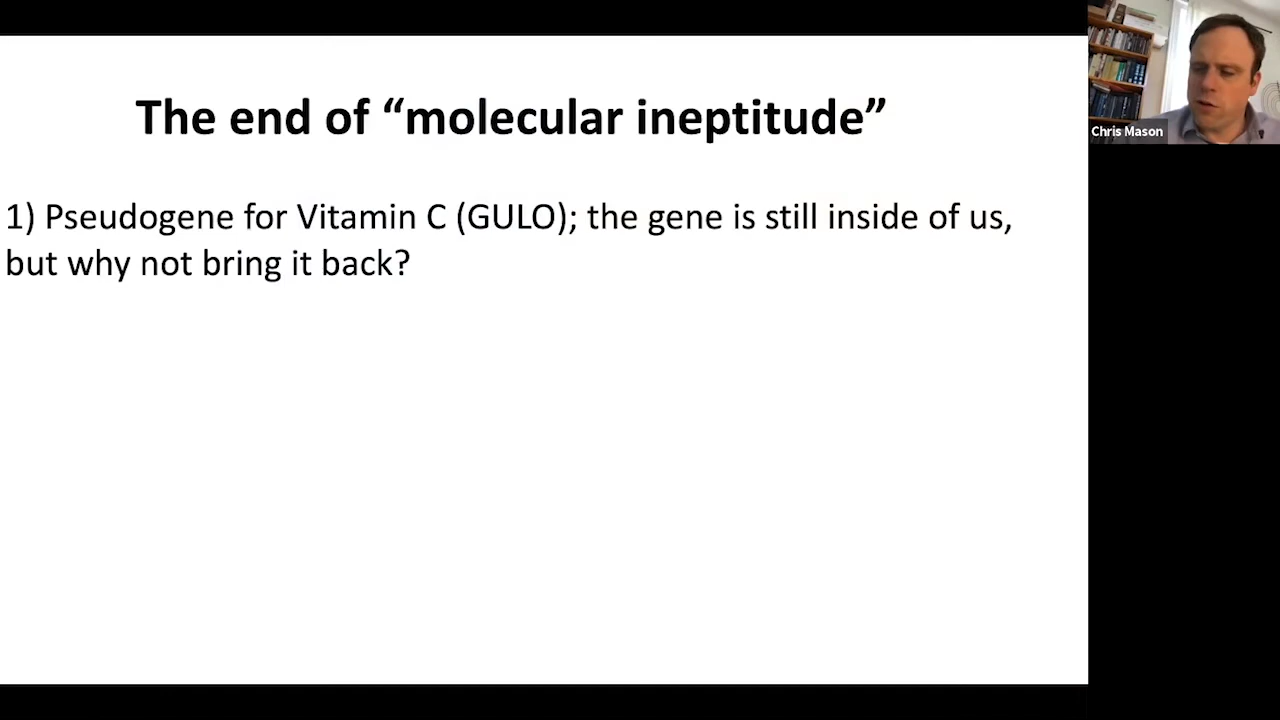 The end of “molecular ineptitude”
1) Pseudogene for Vitamin C (GULO); the gene is still inside of us,
but why not bring it back?
Chris Mason